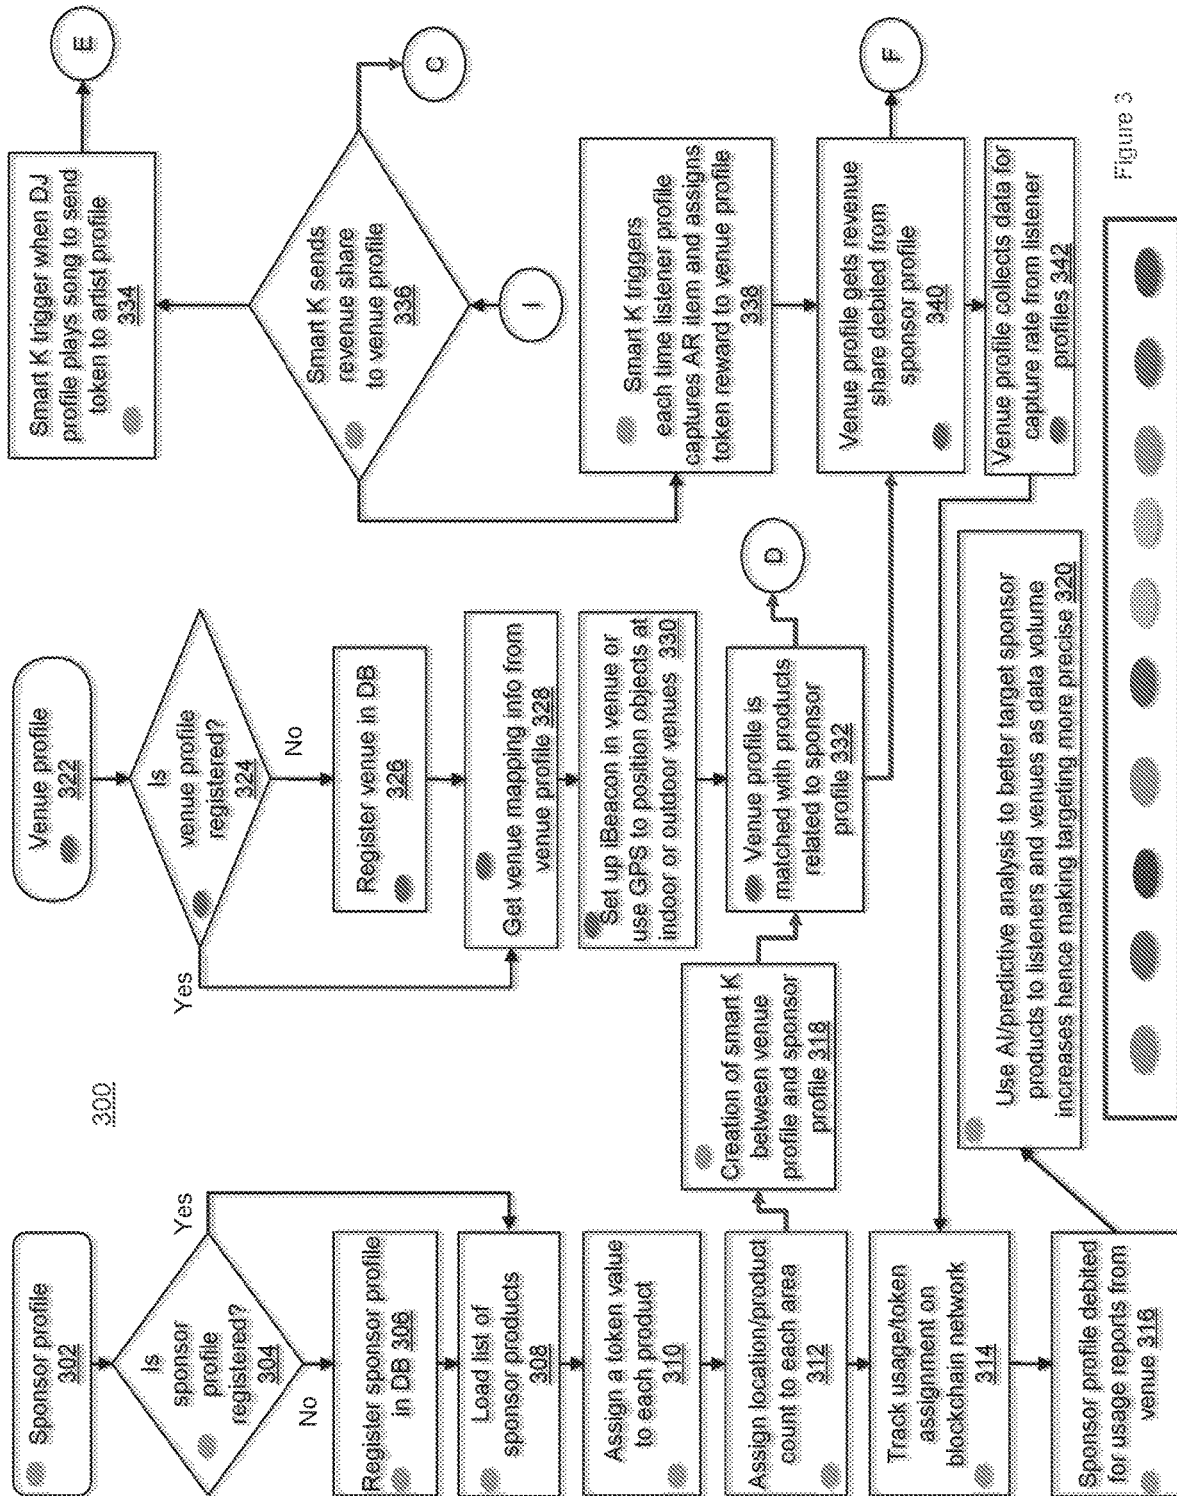 300
Sponsor profile
302
Is
sponsor
profile
registered?
304
Yes
No
Register sponsor profile
in DB 306
Load list of
sponsor products
308
Assign a token value
to each product
310
Assign location/product
count to each area
312
Track usage/token
assignment on
blockchain network
314
Sponsor profile debited
for usage reports from
venue 316
Creation of smart K
between venue
profile and sponsor
profile 318
Use AI/predictive analysis to better target sponsor
products to listeners and venues as data volume
increases hence making targeting more precise 320
Venue profile
322
Is
venue profile
registered?
324
Yes
No
Register venue in DB
326
Get venue mapping info from
venue profile 328
Set up iBeacon in venue or
use GPS to position objects at
indoor or outdoor venues 330
Venue profile is
matched with products
related to sponsor
profile 332
D
Smart K trigger when DJ
profile plays song to send
token to artist profile
334
E
Smart K sends
revenue share
to venue profile
336
C
I
Smart K triggers
each time listener profile
captures AR item and assigns
token reward to venue profile
338
Venue profile gets revenue
share debited from
sponsor profile
340
F
Venue profile collects data for
capture rate from listener
profiles 342
Figure 3